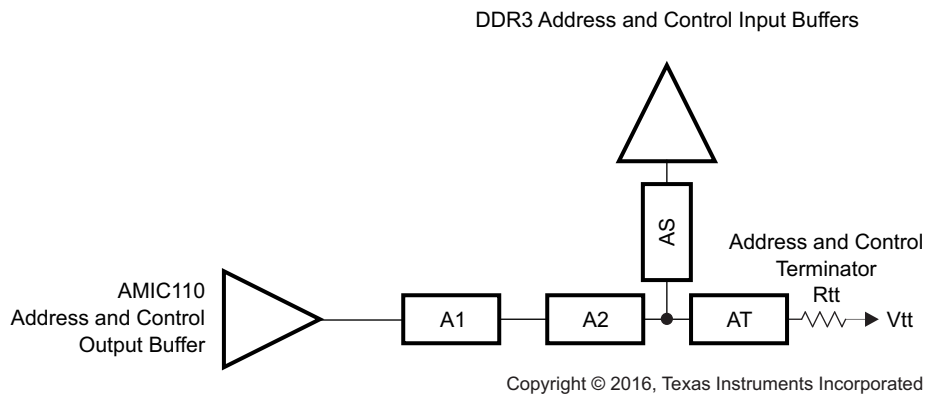 DDR3 Address and Control Input Buffers
AS
Address and Control
Terminator
Rtt
AMIC110
Address and Control
Output Buffer
A1
A2
AT
Vtt
Copyright © 2016, Texas Instruments Incorporated